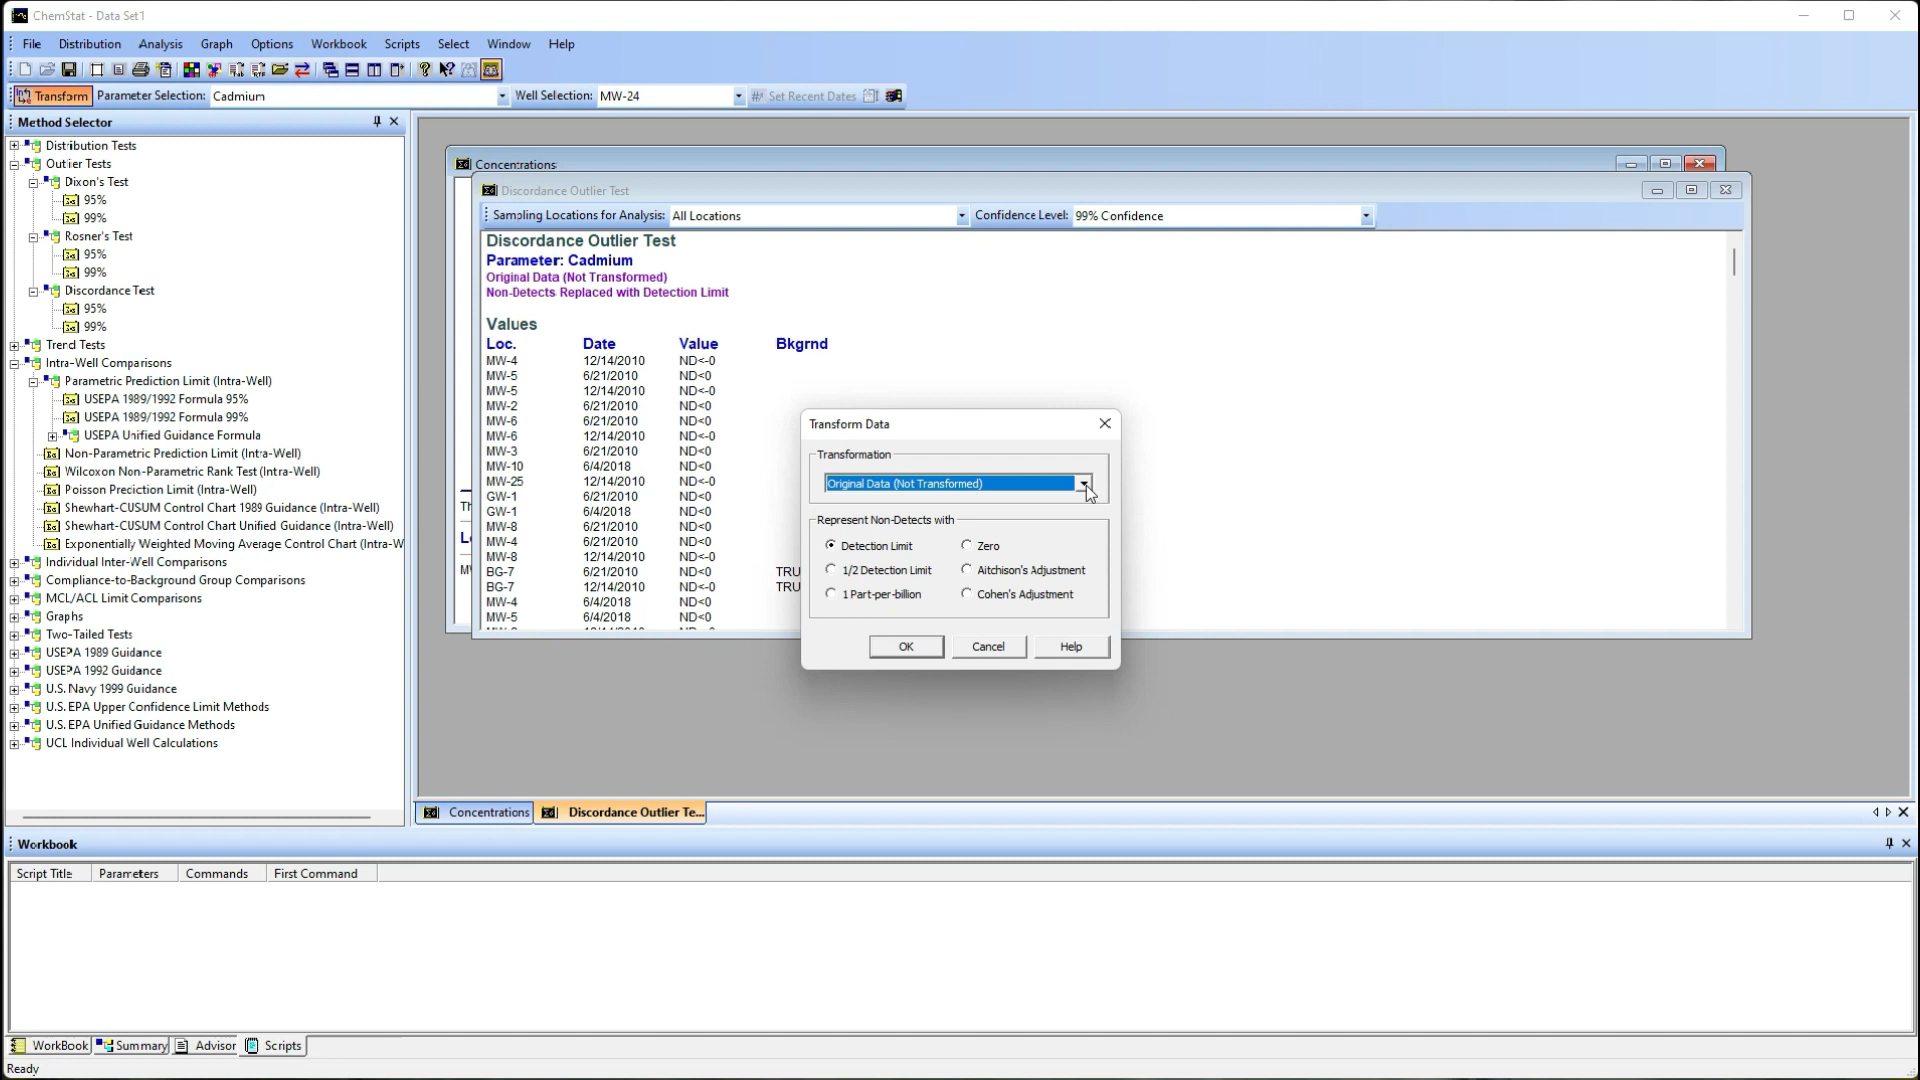 ChemStat - Data Set1
File Distribution Analysis Graph Options Workbook Scripts Select Window Help
Transform Parameter Selection: Cadmium Well Selection: MW-24 Set Recent Dates
Method Selector
Distribution Tests
Outlier Tests
Dixon's Test
95%
99%
Rosner's Test
95%
99%
Discordance Test
95%
99%
Trend Tests
Intra-Well Comparisons
Parametric Prediction Limit (Intra-Well)
USEPA 1989/1992 Formula 95%
USEPA 1989/1992 Formula 99%
USEPA Unified Guidance Formula
Non-Parametric Prediction Limit (Intra-Well)
Wilcoxon Non-Parametric Rank Test (Intra-Well)
Poisson Prediction Limit (Intra-Well)
Shewhart-CUSUM Control Chart 1989 Guidance (Intra-Well)
Shewhart-CUSUM Control Chart Unified Guidance (Intra-Well)
Exponentially Weighted Moving Average Control Chart (Intra-W
Individual Inter-Well Comparisons
Compliance-to-Background Group Comparisons
MCL/ACL Limit Comparisons
Graphs
Two-Tailed Tests
USEPA 1989 Guidance
USEPA 1992 Guidance
U.S. Navy 1999 Guidance
U.S. EPA Upper Confidence Limit Methods
U.S. EPA Unified Guidance Methods
UCL Individual Well Calculations
Concentrations
Discordance Outlier Test
Sampling Locations for Analysis: All Locations Confidence Level: 99% Confidence
Discordance Outlier Test
Parameter: Cadmium
Original Data (Not Transformed)
Non-Detects Replaced with Detection Limit
Values
Loc. Date Value Bkgrnd
MW-4 12/14/2010 ND<-0
MW-5 6/21/2010 ND<0
MW-5 12/14/2010 ND<-0
MW-2 6/21/2010 ND<0
MW-6 6/21/2010 ND<0
MW-6 12/14/2010 ND<-0
MW-3 6/21/2010 ND<0
MW-10 6/4/2018 ND<0
MW-25 12/14/2010 ND<-0
GW-1 6/21/2010 ND<0
GW-1 6/4/2018 ND<0
MW-8 6/21/2010 ND<0
MW-4 6/21/2010 ND<0
MW-8 12/14/2010 ND<-0
BG-7 6/21/2010 ND<0 TRU
BG-7 12/14/2010 ND<-0 TRU
MW-4 6/4/2018 ND<0
MW-5 6/4/2018 ND<0
Transform Data
Transformation
Original Data (Not Transformed)
Represent Non-Detects with
Detection Limit Zero
1/2 Detection Limit Aitchison's Adjustment
1 Part-per-billion Cohen's Adjustment
OK Cancel Help
Concentrations Discordance Outlier Te...
Workbook
Script Title Parameters Commands First Command
WorkBook Summary Advisor Scripts
Ready